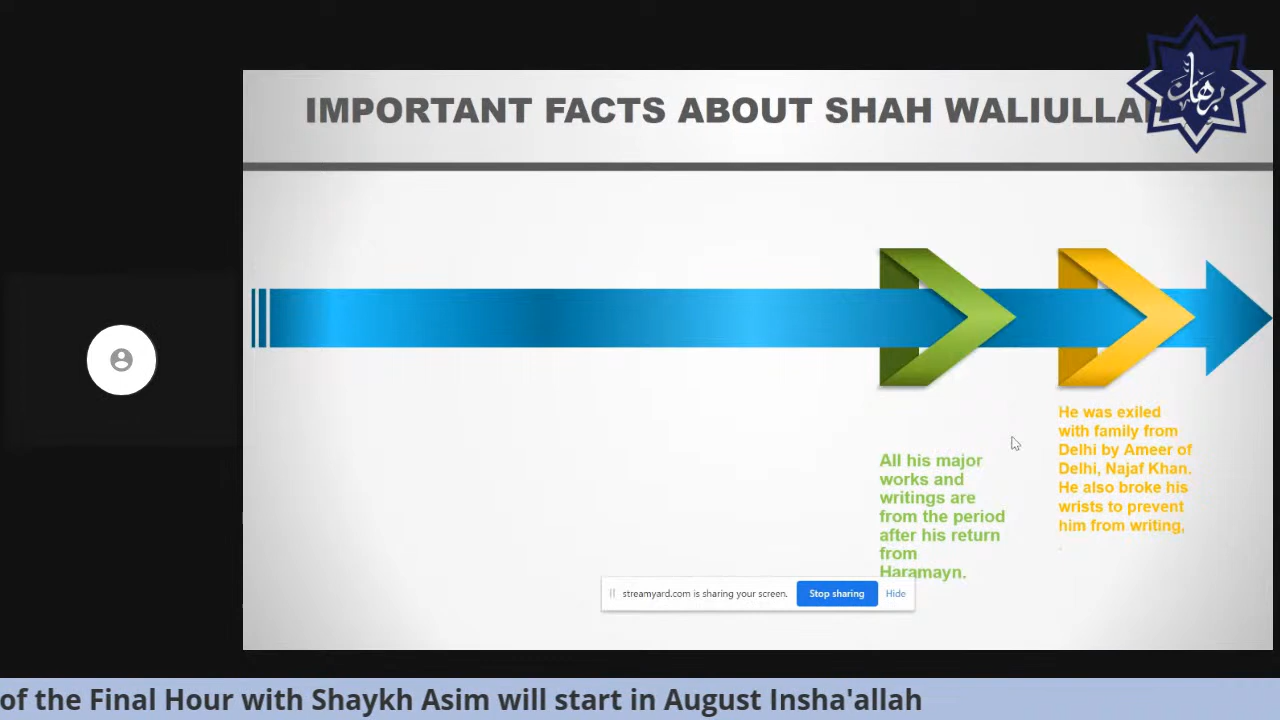 IMPORTANT FACTS ABOUT SHAH WALIULLAH
برهان
All his major
works and
writings are
from the period
after his return
from
Haramayn.
He was exiled
with family from
Delhi by Ameer of
Delhi, Najaf Khan.
He also broke his
wrists to prevent
him from writing,
.
streamyard.com is sharing your screen.
Stop sharing
Hide
of the Final Hour with Shaykh Asim will start in August Insha'allah